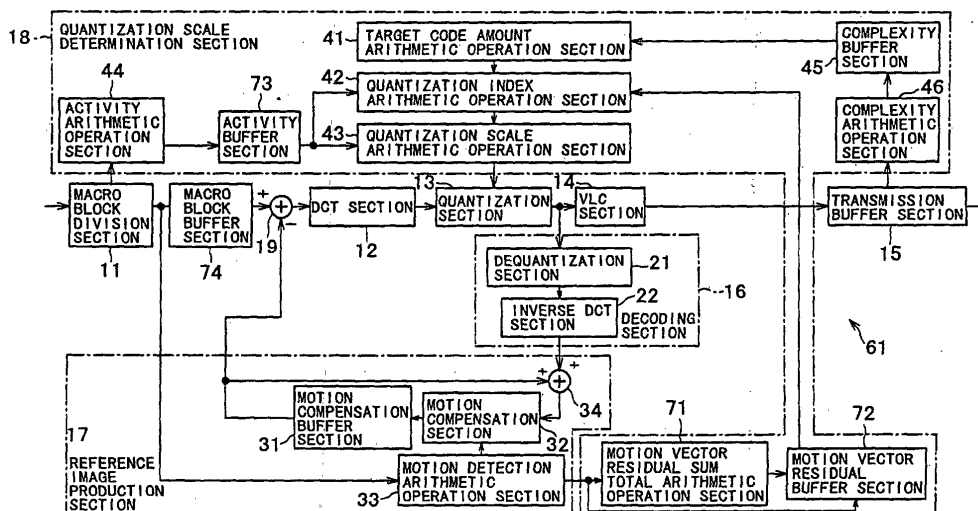 18
QUANTIZATION SCALE
DETERMINATION SECTION
41
TARGET CODE AMOUNT
ARITHMETIC OPERATION SECTION
COMPLEXITY
BUFFER
SECTION
45
44
ACTIVITY
ARITHMETIC
OPERATION
SECTION
73
ACTIVITY
BUFFER
SECTION
42
QUANTIZATION INDEX
ARITHMETIC OPERATION SECTION
43
QUANTIZATION SCALE
ARITHMETIC OPERATION SECTION
46
COMPLEXITY
ARITHMETIC
OPERATION
SECTION
MACRO
BLOCK
DIVISION
SECTION
11
MACRO
BLOCK
BUFFER
SECTION
74
+
−
19
DCT SECTION
12
13
QUANTIZATION
SECTION
14
VLC
SECTION
TRANSMISSION
BUFFER SECTION
15
DEQUANTIZATION
SECTION
21
INVERSE DCT
SECTION
22
DECODING
SECTION
16
61
+
+
34
17
REFERENCE
IMAGE
PRODUCTION
SECTION
MOTION
COMPENSATION
BUFFER
SECTION
31
MOTION
COMPENSATION
SECTION
32
MOTION DETECTION
ARITHMETIC
OPERATION SECTION
33
71
MOTION VECTOR
RESIDUAL SUM
TOTAL ARITHMETIC
OPERATION SECTION
72
MOTION VECTOR
RESIDUAL
BUFFER SECTION